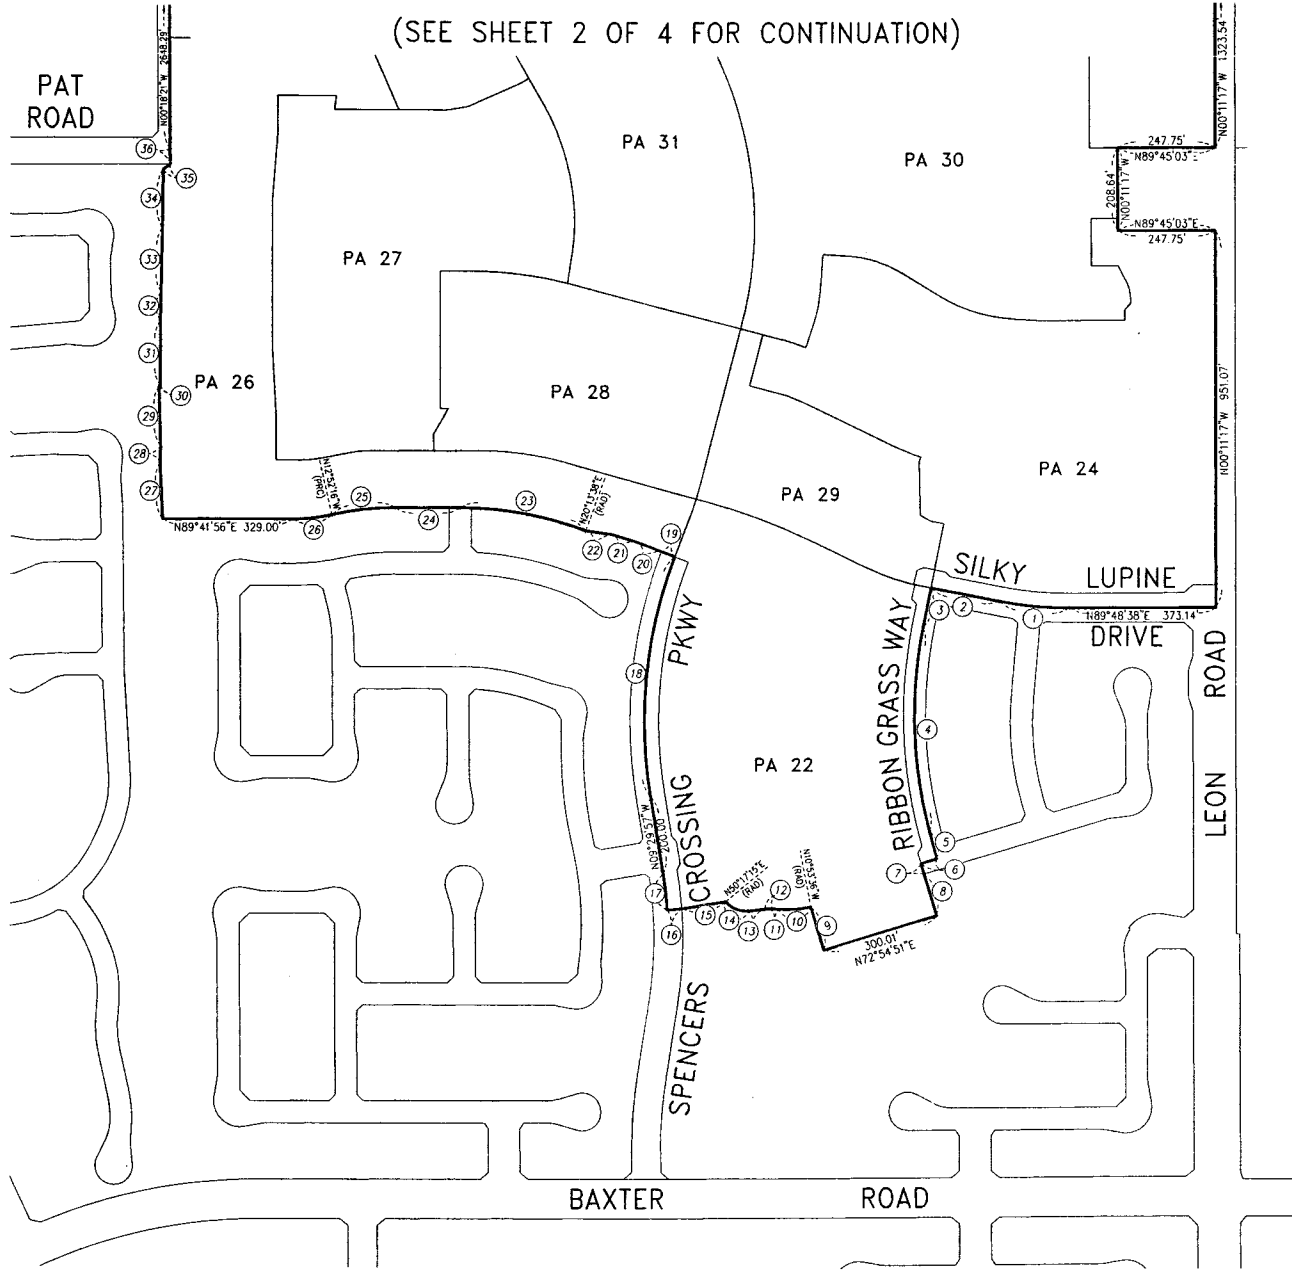 (SEE SHEET 2 OF 4 FOR CONTINUATION)
PAT
ROAD
N00°18'21"W 2648.29'
N00°11'17"W 1323.54'
36
35
34
33
32
31
30
29
28
27
PA 31
PA 30
247.75'
N89°45'03"E
208.64'
N00°11'17"W
N89°45'03"E
247.75'
PA 27
PA 26
PA 28
N00°11'17"W 951.07'
PA 24
PA 29
N12°52'16"W
(PRC)
25
24
23
N20°13'38"E
(RAD)
19
N89°41'56"E 329.00'
26
22
21
20
SILKY LUPINE
DRIVE
3
2
1
N89°48'38"E 373.14'
PKWY
18
RIBBON GRASS WAY
4
LEON ROAD
PA 22
N09°29'57"W
200.00'
CROSSING
N50°17'15"E
(RAD)
N10°53'36"W
(RAD)
5
7
6
8
17
16
15
14
13
12
11
10
9
300.01'
N72°54'51"E
SPENCERS
BAXTER ROAD